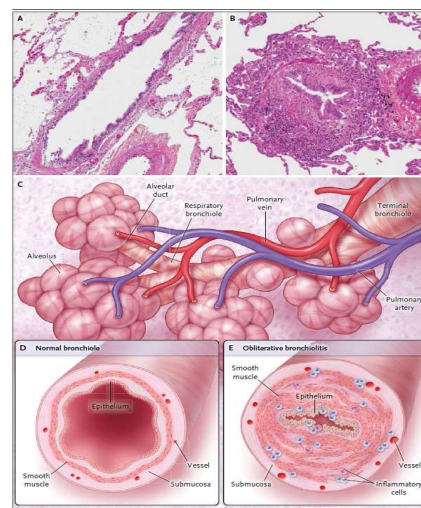 A
B
C
Alveolar
duct
Respiratory
bronchiole
Pulmonary
vein
Terminal
bronchiole
Alveolus
Pulmonary
artery
D Normal bronchiole
Epithelium
Smooth
muscle
Vessel
Submucosa
E Obliterative bronchiolitis
Smooth
muscle
Epithelium
Vessel
Submucosa
Inflammatory
cells